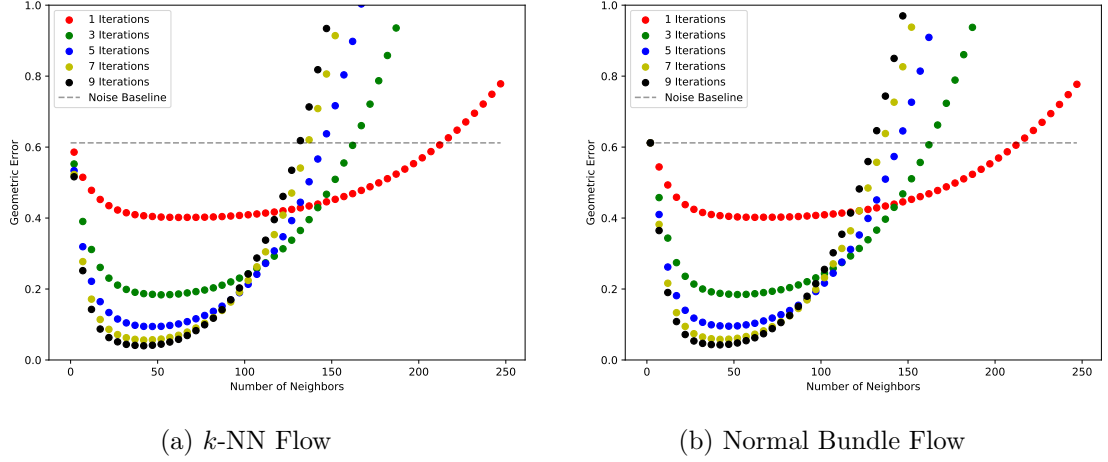 1.0
0.8
0.6
0.4
0.2
0.0
Geometric Error
1 Iterations
3 Iterations
5 Iterations
7 Iterations
9 Iterations
Noise Baseline
0 50 100 150 200 250
Number of Neighbors
(a) k-NN Flow
1.0
0.8
0.6
0.4
0.2
0.0
Geometric Error
1 Iterations
3 Iterations
5 Iterations
7 Iterations
9 Iterations
Noise Baseline
0 50 100 150 200 250
Number of Neighbors
(b) Normal Bundle Flow